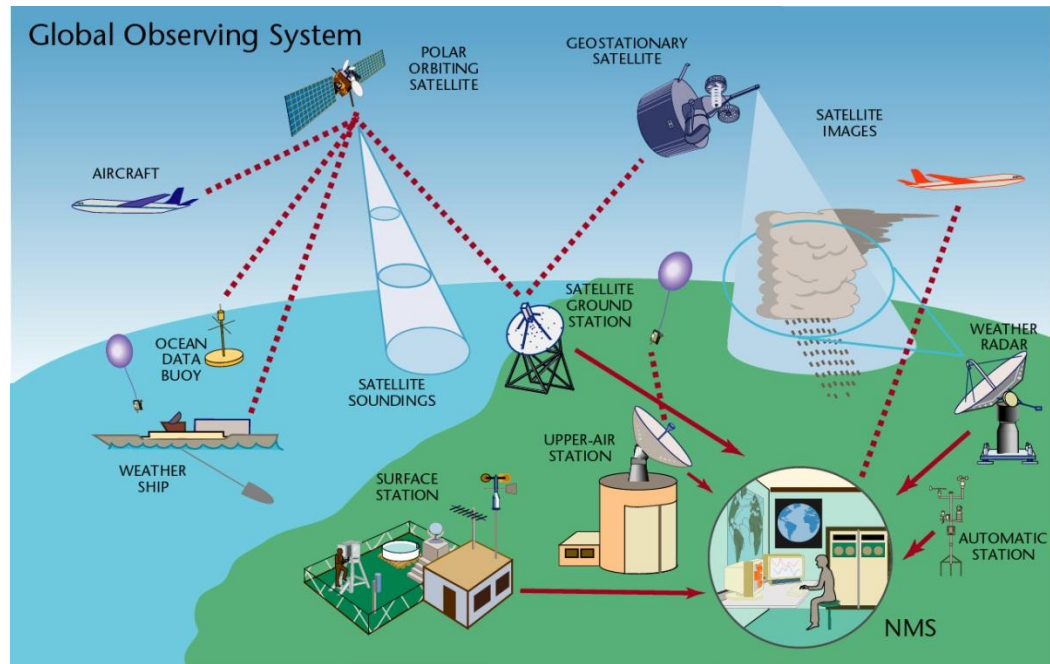 Global Observing System
POLAR
ORBITING
SATELLITE
GEOSTATIONARY
SATELLITE
SATELLITE
IMAGES
AIRCRAFT
OCEAN
DATA
BUOY
SATELLITE
SOUNDINGS
SATELLITE
GROUND
STATION
WEATHER
RADAR
WEATHER
SHIP
UPPER-AIR
STATION
SURFACE
STATION
AUTOMATIC
STATION
NMS